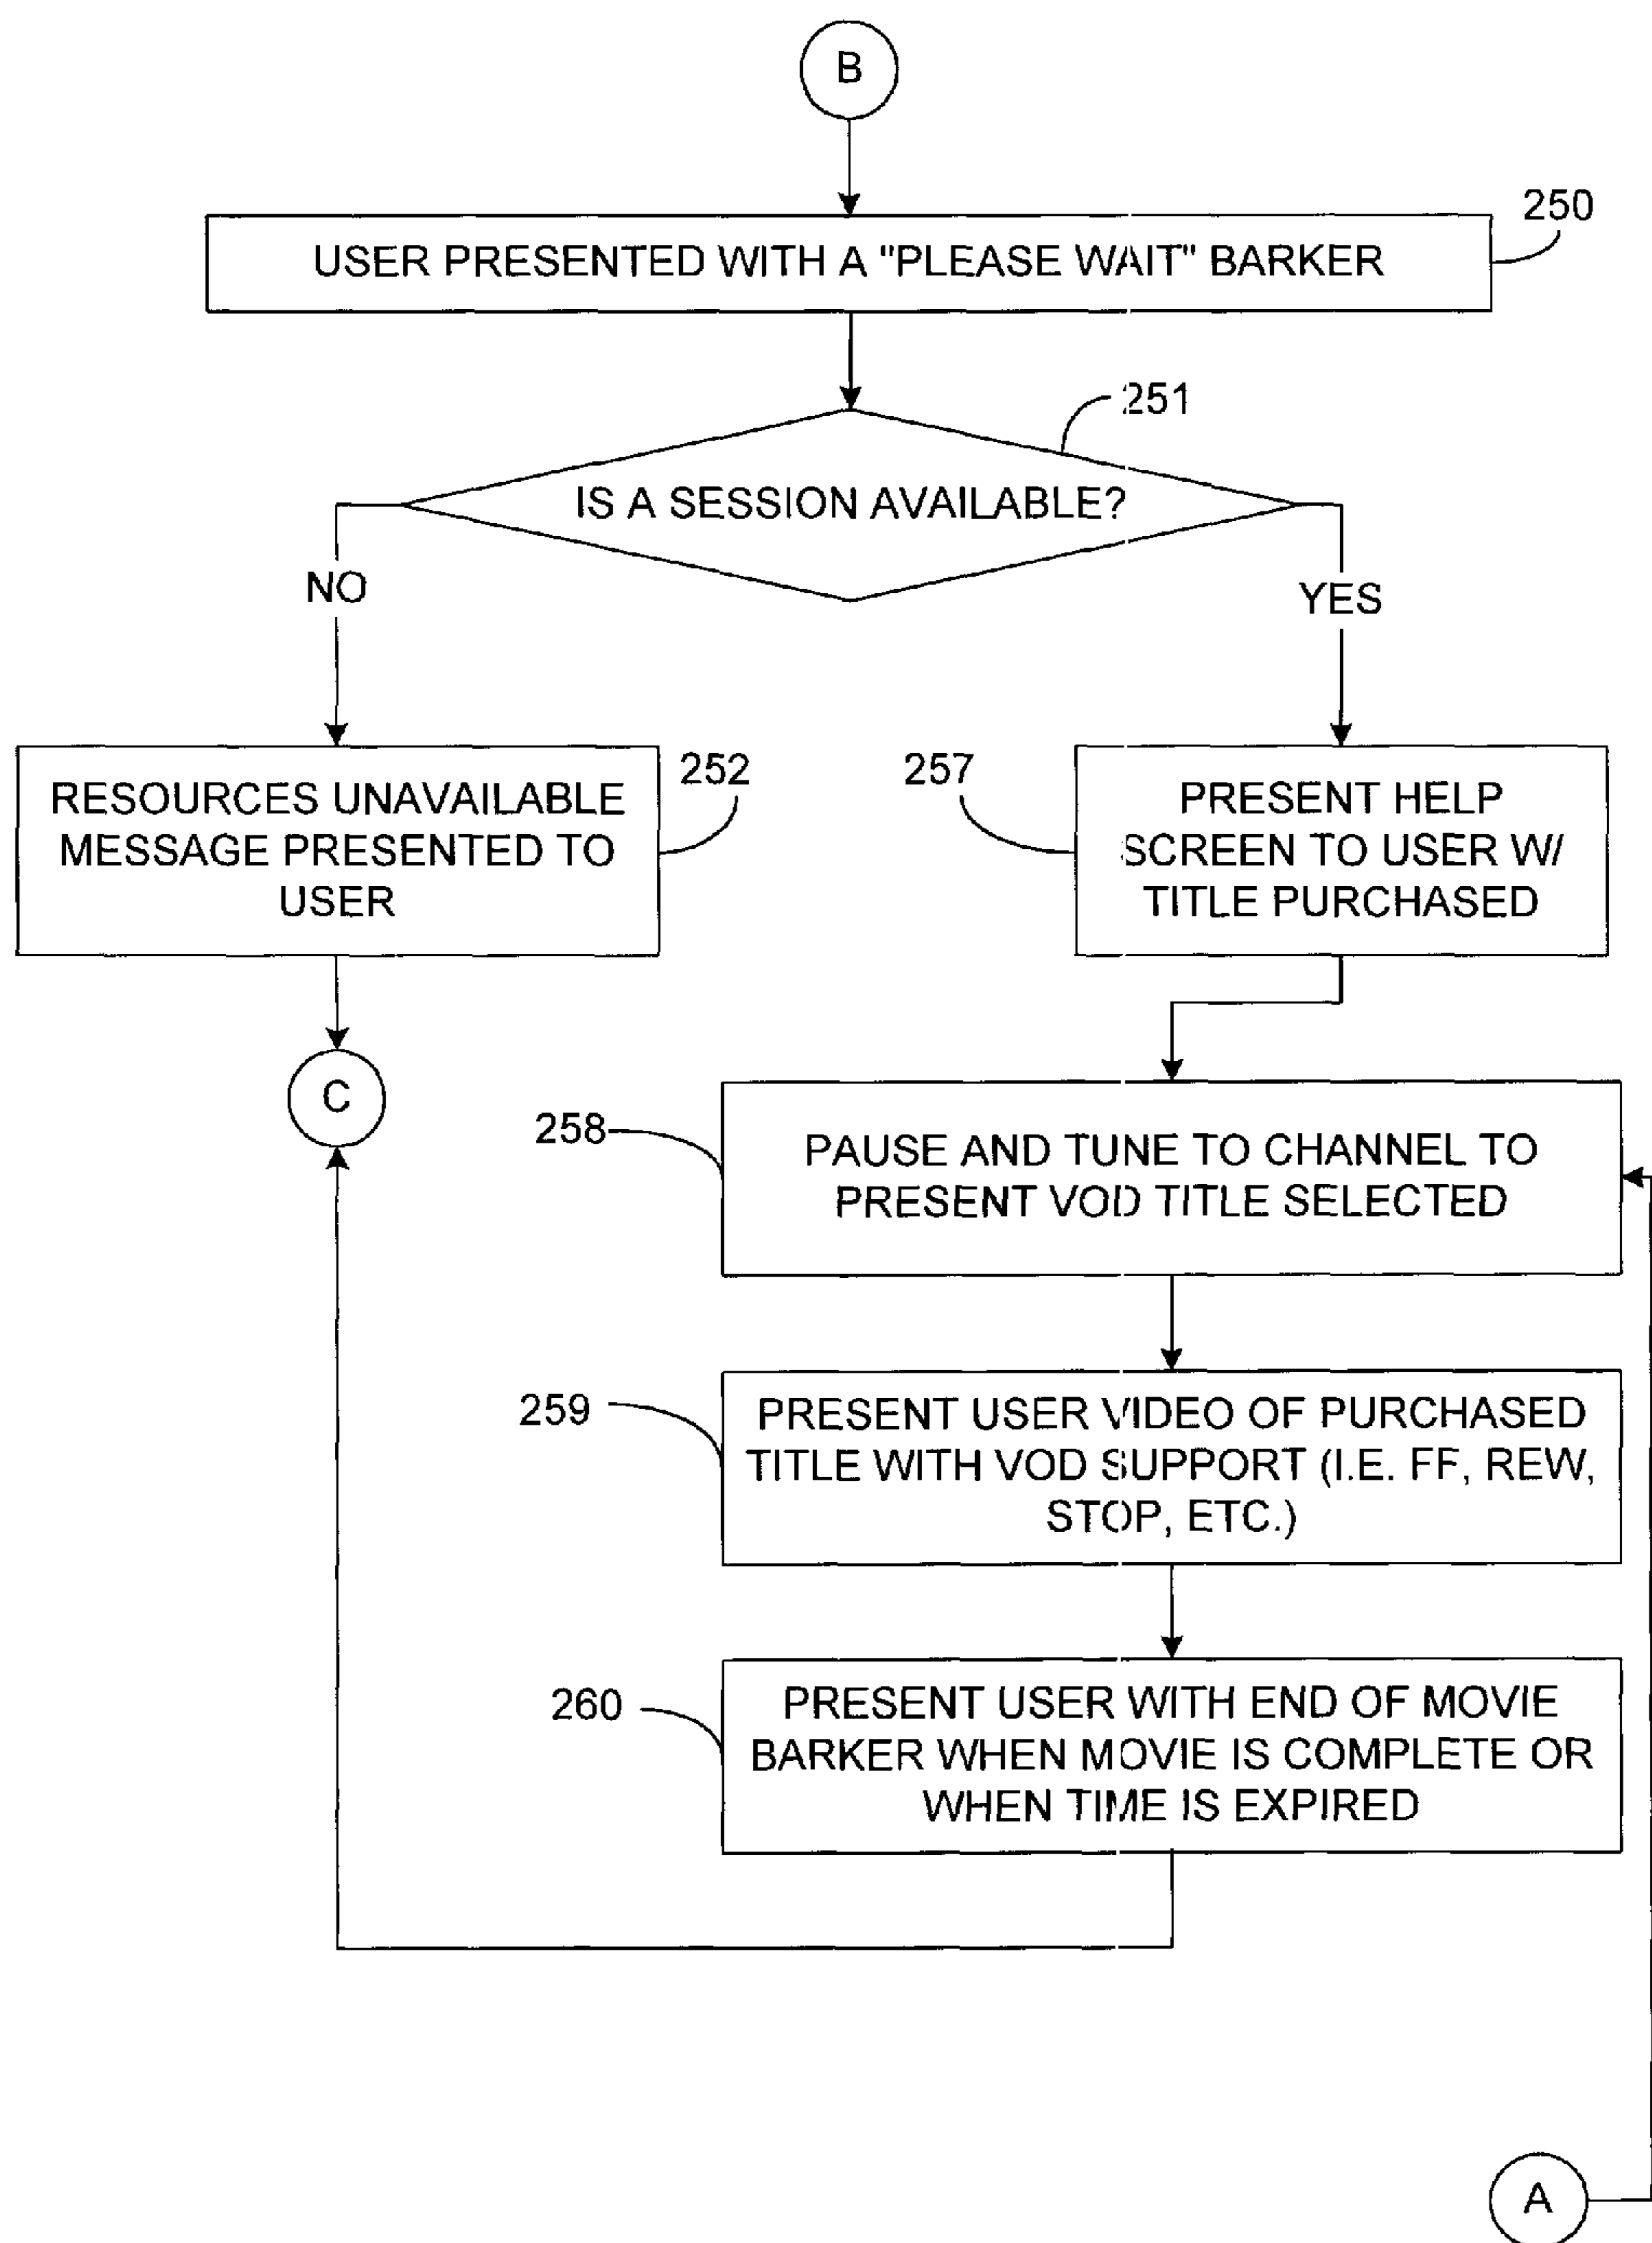 B
250
USER PRESENTED WITH A "PLEASE WAIT" BARKER
251
IS A SESSION AVAILABLE?
NO
YES
252
RESOURCES UNAVAILABLE
MESSAGE PRESENTED TO
USER
257
PRESENT HELP
SCREEN TO USER W/
TITLE PURCHASED
C
258
PAUSE AND TUNE TO CHANNEL TO
PRESENT VOD TITLE SELECTED
259
PRESENT USER VIDEO OF PURCHASED
TITLE WITH VOD SUPPORT (I.E. FF, REW,
STOP, ETC.)
260
PRESENT USER WITH END OF MOVIE
BARKER WHEN MOVIE IS COMPLETE OR
WHEN TIME IS EXPIRED
A